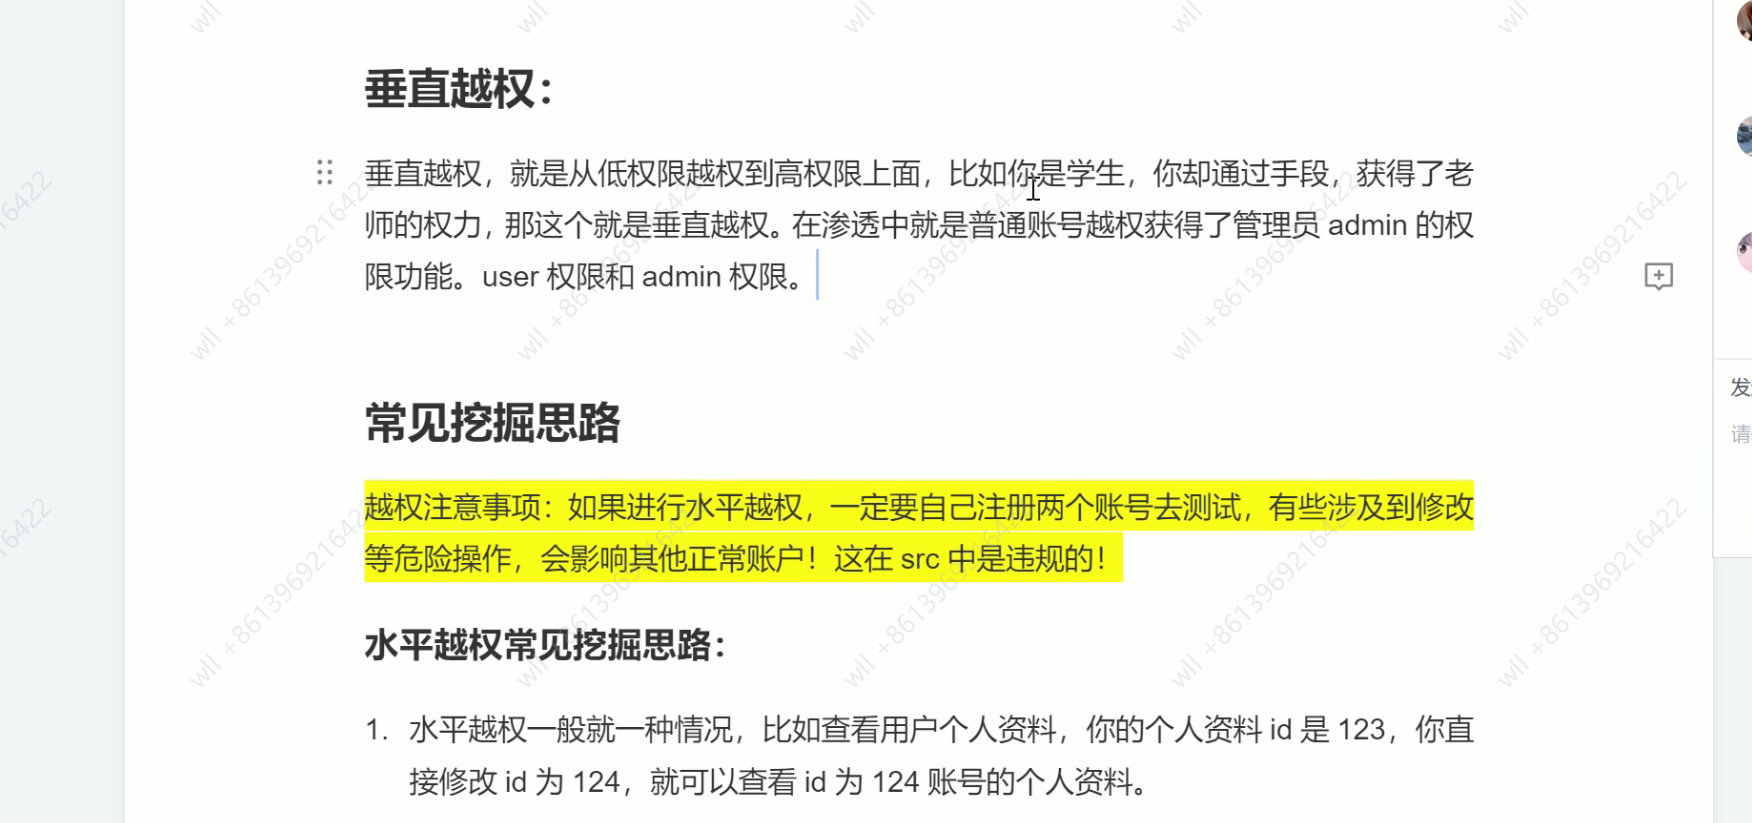 垂直越权：
垂直越权，就是从低权限越权到高权限上面，比如你是学生，你却通过手段，获得了老
师的权力，那这个就是垂直越权。在渗透中就是普通账号越权获得了管理员 admin 的权
限功能。user 权限和 admin 权限。
常见挖掘思路
越权注意事项：如果进行水平越权，一定要自己注册两个账号去测试，有些涉及到修改
等危险操作，会影响其他正常账户！这在 src 中是违规的！
水平越权常见挖掘思路：
1. 水平越权一般就一种情况，比如查看用户个人资料，你的个人资料 id 是 123，你直
接修改 id 为 124，就可以查看 id 为 124 账号的个人资料。
发
请
wll +8613969216422